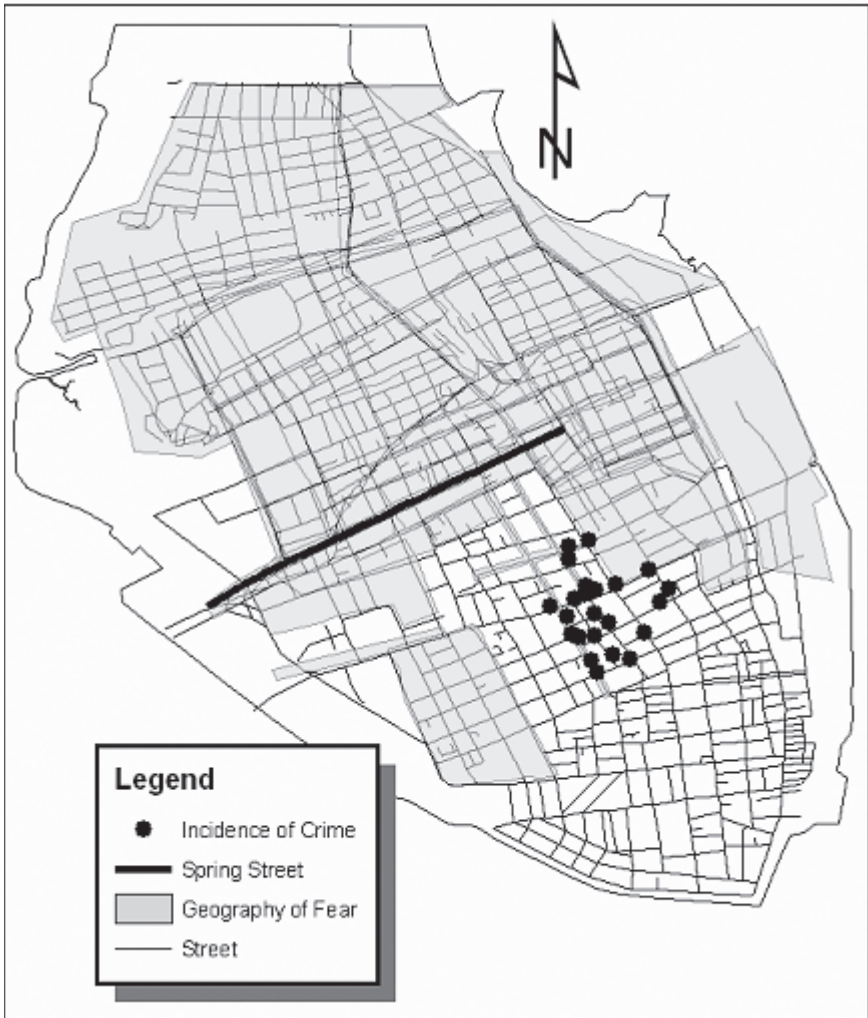 N
Legend
Incidence of Crime
Spring Street
Geography of Fear
Street